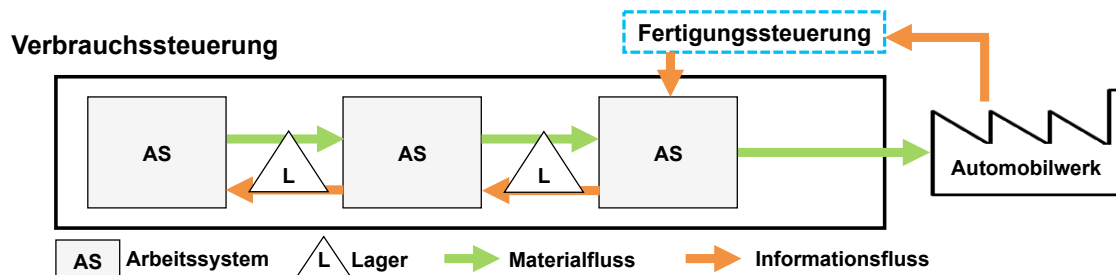 Fertigungssteuerung
Verbrauchssteuerung
AS
L
AS
L
AS
Automobilwerk
AS Arbeitssystem L Lager Materialfluss Informationsfluss